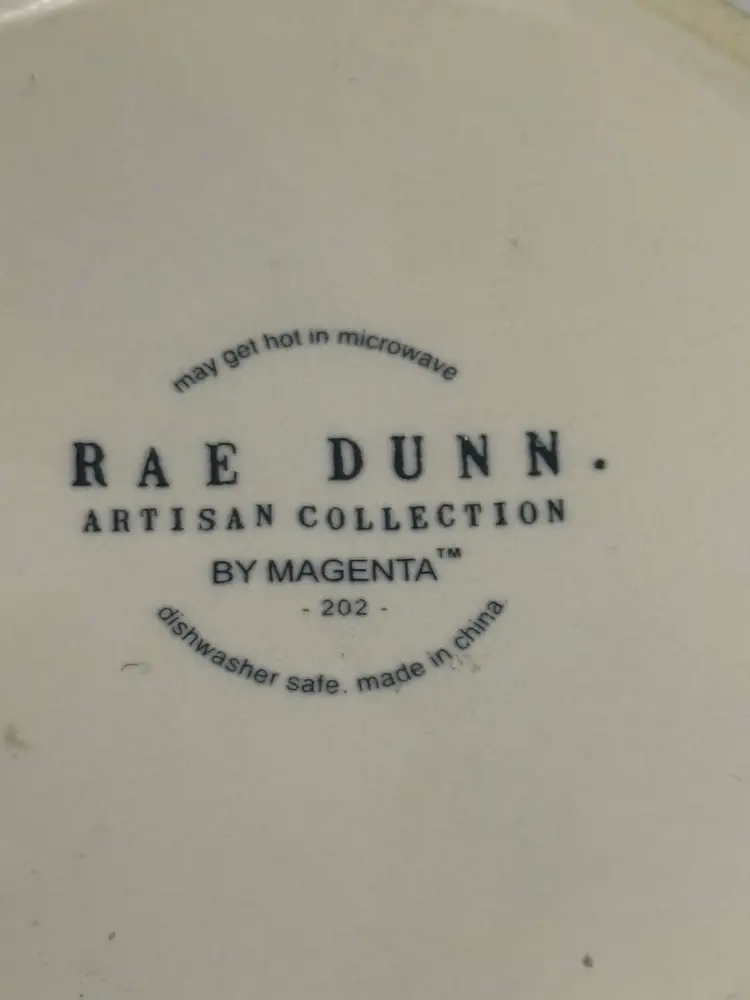 may get hot in microwave
RAE DUNN.
ARTISAN COLLECTION
BY MAGENTA™
- 202 -
dishwasher safe. made in china